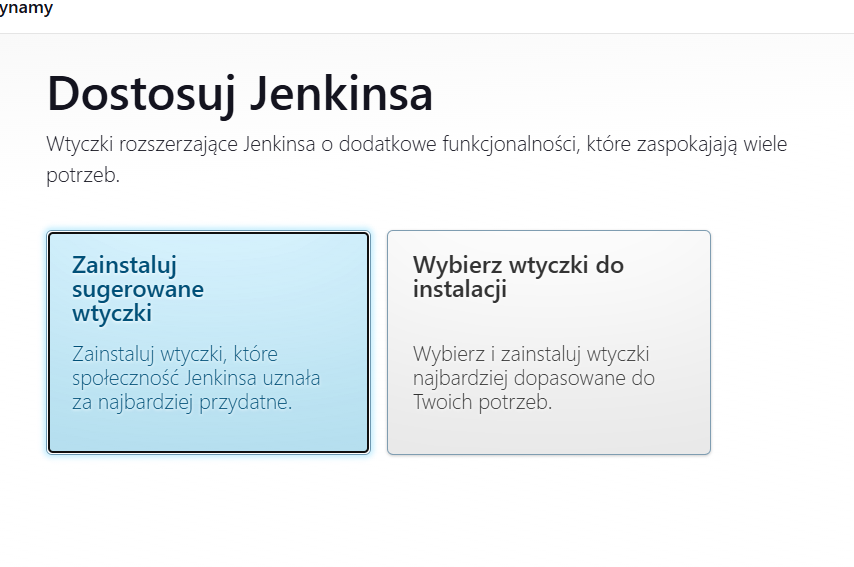 ynamy
Dostosuj Jenkinsa
Wtyczki rozszerzające Jenkinsa o dodatkowe funkcjonalności, które zaspokajają wiele
potrzeb.
Zainstaluj
sugerowane
wtyczki
Zainstaluj wtyczki, które
społeczność Jenkinsa uznała
za najbardziej przydatne.
Wybierz wtyczki do
instalacji
Wybierz i zainstaluj wtyczki
najbardziej dopasowane do
Twoich potrzeb.